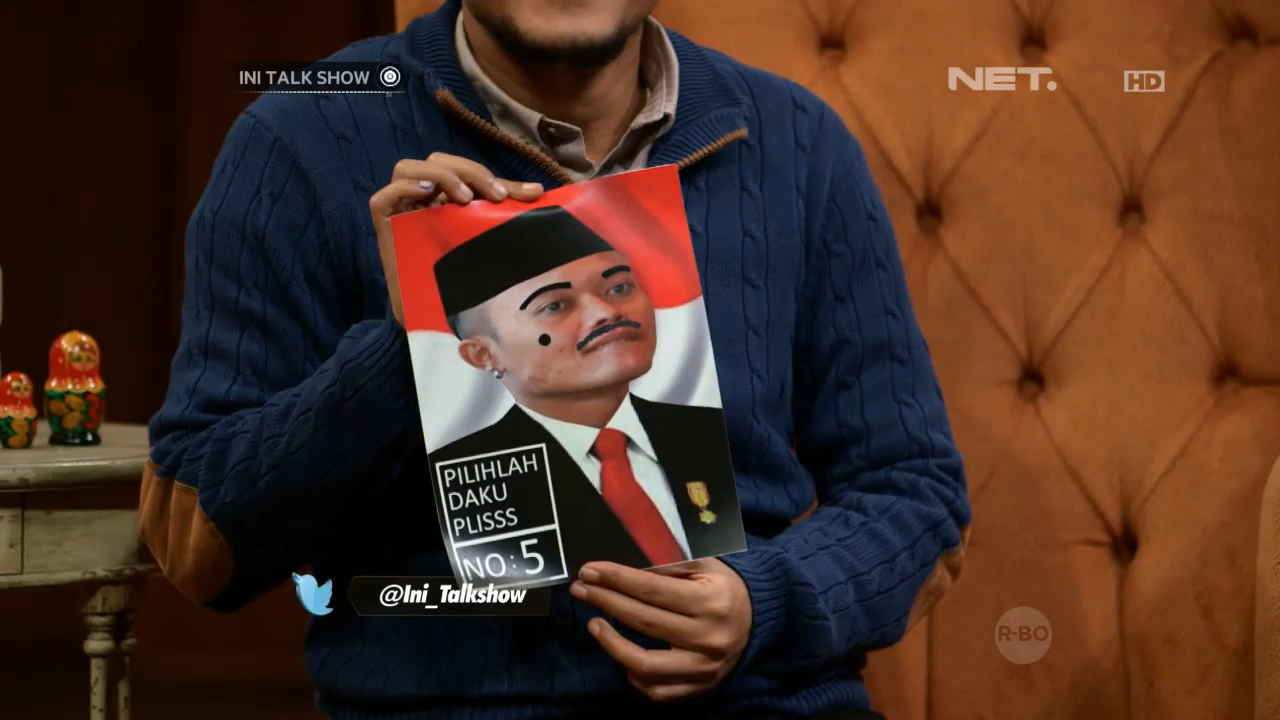 INI TALK SHOW
NET.
HD
PILIHLAH
DAKU
PLISSS
NO:5
@Ini_Talkshow
R-BO